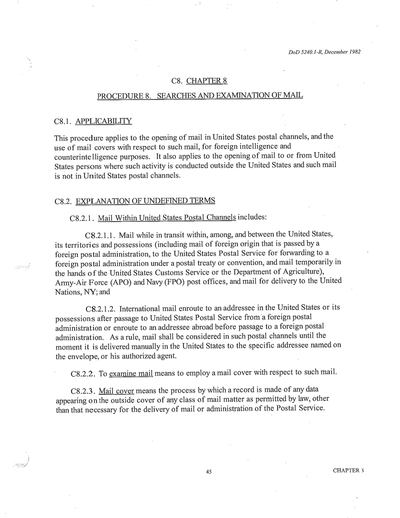 DoD 5240.1-R, December 1982
C8. CHAPTER 8
PROCEDURE 8. SEARCHES AND EXAMINATION OF MAIL
C8.1. APPLICABILITY
This procedure applies to the opening of mail in United States postal channels, and the
use of mail covers with respect to such mail, for foreign intelligence and
counterintelligence purposes. It also applies to the opening of mail to or from United
States persons where such activity is conducted outside the United States and such mail
is not in United States postal channels.
C8.2. EXPLANATION OF UNDEFINED TERMS
C8.2.1. Mail Within United States Postal Channels includes:
C8.2.1.1. Mail while in transit within, among, and between the United States,
its territories and possessions (including mail of foreign origin that is passed by a
foreign postal administration, to the United States Postal Service for forwarding to a
foreign postal administration under a postal treaty or convention, and mail temporarily in
the hands of the United States Customs Service or the Department of Agriculture),
Army-Air Force (APO) and Navy (FPO) post offices, and mail for delivery to the United
Nations, NY; and
C8.2.1.2. International mail enroute to an addressee in the United States or its
possessions after passage to United States Postal Service from a foreign postal
administration or enroute to an addressee abroad before passage to a foreign postal
administration. As a rule, mail shall be considered in such postal channels until the
moment it is delivered manually in the United States to the specific addressee named on
the envelope, or his authorized agent.
C8.2.2. To examine mail means to employ a mail cover with respect to such mail.
C8.2.3. Mail cover means the process by which a record is made of any data
appearing on the outside cover of any class of mail matter as permitted by law, other
than that necessary for the delivery of mail or administration of the Postal Service.
45
CHAPTER 8